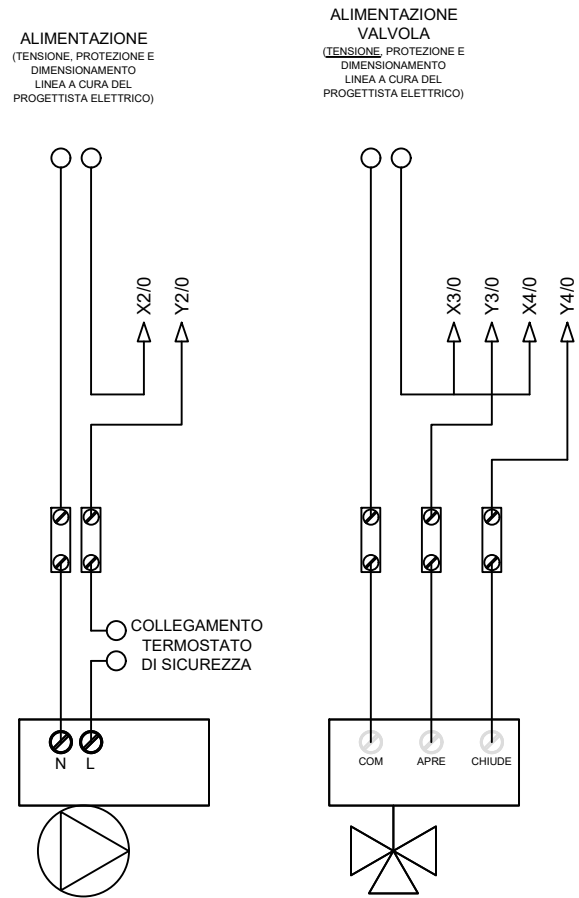 ALIMENTAZIONE
(TENSIONE, PROTEZIONE E
DIMENSIONAMENTO
LINEA A CURA DEL
PROGETTISTA ELETTRICO)
ALIMENTAZIONE
VALVOLA
(TENSIONE, PROTEZIONE E
DIMENSIONAMENTO
LINEA A CURA DEL
PROGETTISTA ELETTRICO)
X2/0
Y2/0
X3/0
Y3/0
X4/0
Y4/0
COLLEGAMENTO
TERMOSTATO
DI SICUREZZA
N L
COM APRE CHIUDE